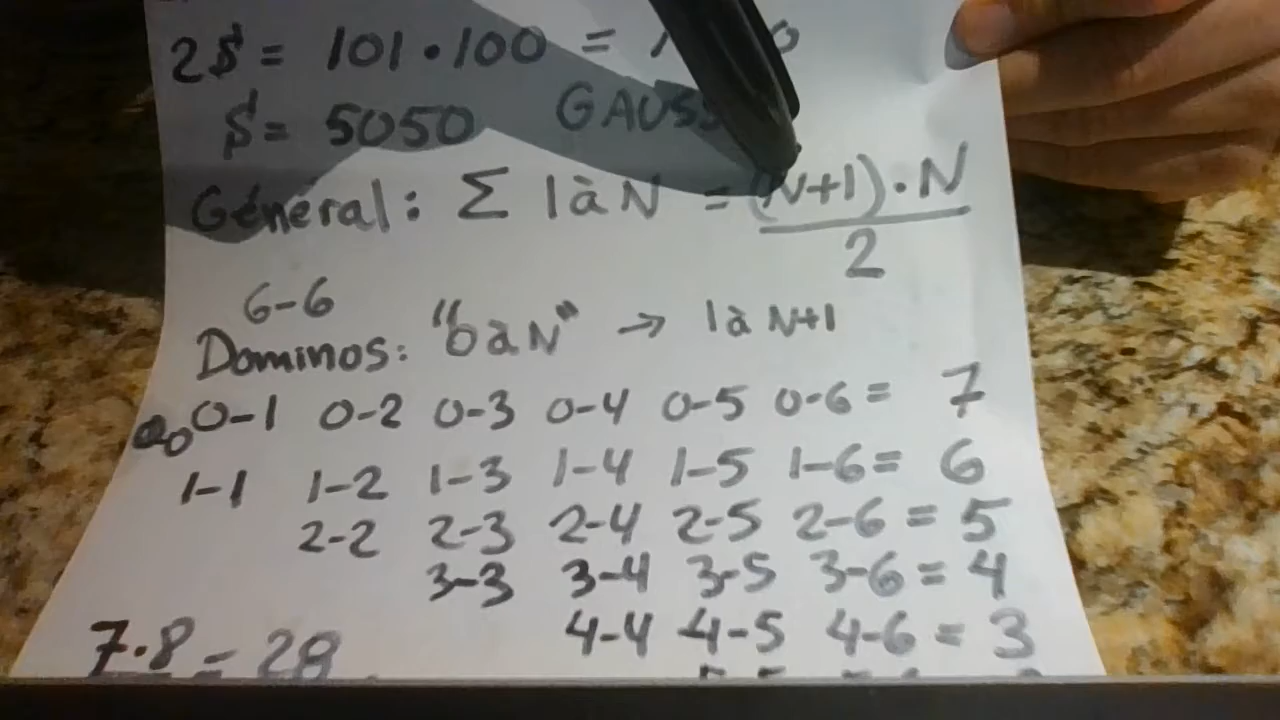 2S = 101 · 100 =
S = 5050 GAUSS
Général: Σ 1 à N = (N+1) · N
2
6-6
Dominos: "0 à N" → 1 à N+1
0-1 0-2 0-3 0-4 0-5 0-6 = 7
1-1 1-2 1-3 1-4 1-5 1-6 = 6
2-2 2-3 2-4 2-5 2-6 = 5
3-3 3-4 3-5 3-6 = 4
4-4 4-5 4-6 = 3
7·8 = 28